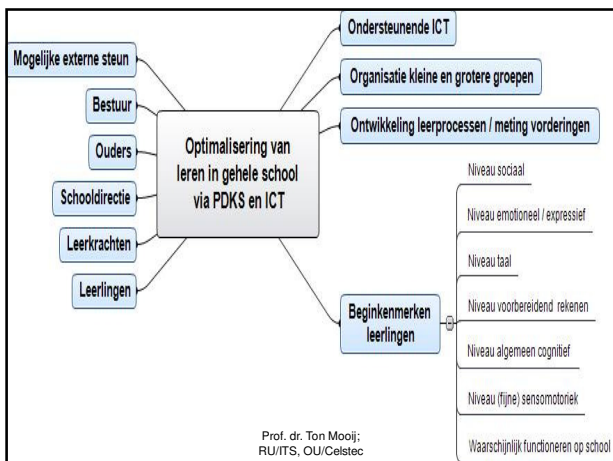 Mogelijke externe steun
Bestuur
Ouders
Schooldirectie
Leerkrachten
Leerlingen
Optimalisering van
leren in gehele school
via PDKS en ICT
Ondersteunende ICT
Organisatie kleine en grotere groepen
Ontwikkeling leerprocessen / meting vorderingen
Beginkenmerken
leerlingen
Niveau sociaal
Niveau emotioneel / expressief
Niveau taal
Niveau voorbereidend rekenen
Niveau algemeen cognitief
Niveau (fijne) sensomotoriek
Waarschijnlijk functioneren op school
Prof. dr. Ton Mooij;
RU/ITS, OU/Celstec